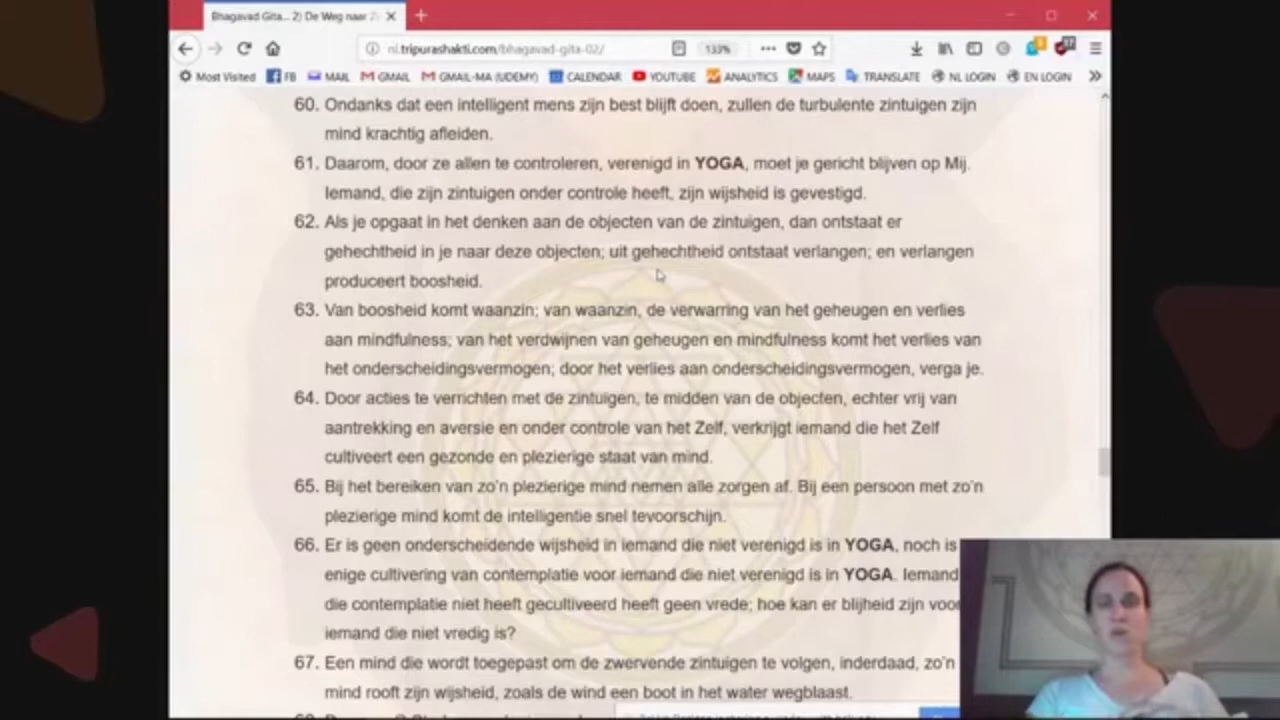 Bhagavad Gita... 2) De Weg naar
nl.tripurashakti.com/bhagavad-gita-02/
133%
Most Visited FB MAIL GMAIL GMAIL-MA (UDEMY) CALENDAR YOUTUBE ANALYTICS MAPS TRANSLATE NL LOGIN EN LOGIN
60. Ondanks dat een intelligent mens zijn best blijft doen, zullen de turbulente zintuigen zijn
mind krachtig afleiden.
61. Daarom, door ze allen te controleren, verenigd in YOGA, moet je gericht blijven op Mij.
Iemand, die zijn zintuigen onder controle heeft, zijn wijsheid is gevestigd.
62. Als je opgaat in het denken aan de objecten van de zintuigen, dan ontstaat er
gehechtheid in je naar deze objecten; uit gehechtheid ontstaat verlangen; en verlangen
produceert boosheid.
63. Van boosheid komt waanzin; van waanzin, de verwarring van het geheugen en verlies
aan mindfulness; van het verdwijnen van geheugen en mindfulness komt het verlies van
het onderscheidingsvermogen; door het verlies aan onderscheidingsvermogen, verga je.
64. Door acties te verrichten met de zintuigen, te midden van de objecten, echter vrij van
aantrekking en aversie en onder controle van het Zelf, verkrijgt iemand die het Zelf
cultiveert een gezonde en plezierige staat van mind.
65. Bij het bereiken van zo'n plezierige mind nemen alle zorgen af. Bij een persoon met zo'n
plezierige mind komt de intelligentie snel tevoorschijn.
66. Er is geen onderscheidende wijsheid in iemand die niet verenigd is in YOGA, noch is
enige cultivering van contemplatie voor iemand die niet verenigd is in YOGA. Iemand
die contemplatie niet heeft gecultiveerd heeft geen vrede; hoe kan er blijheid zijn voor
iemand die niet vredig is?
67. Een mind die wordt toegepast om de zwervende zintuigen te volgen, inderdaad, zo'n
mind rooft zijn wijsheid, zoals de wind een boot in het water wegblaast.